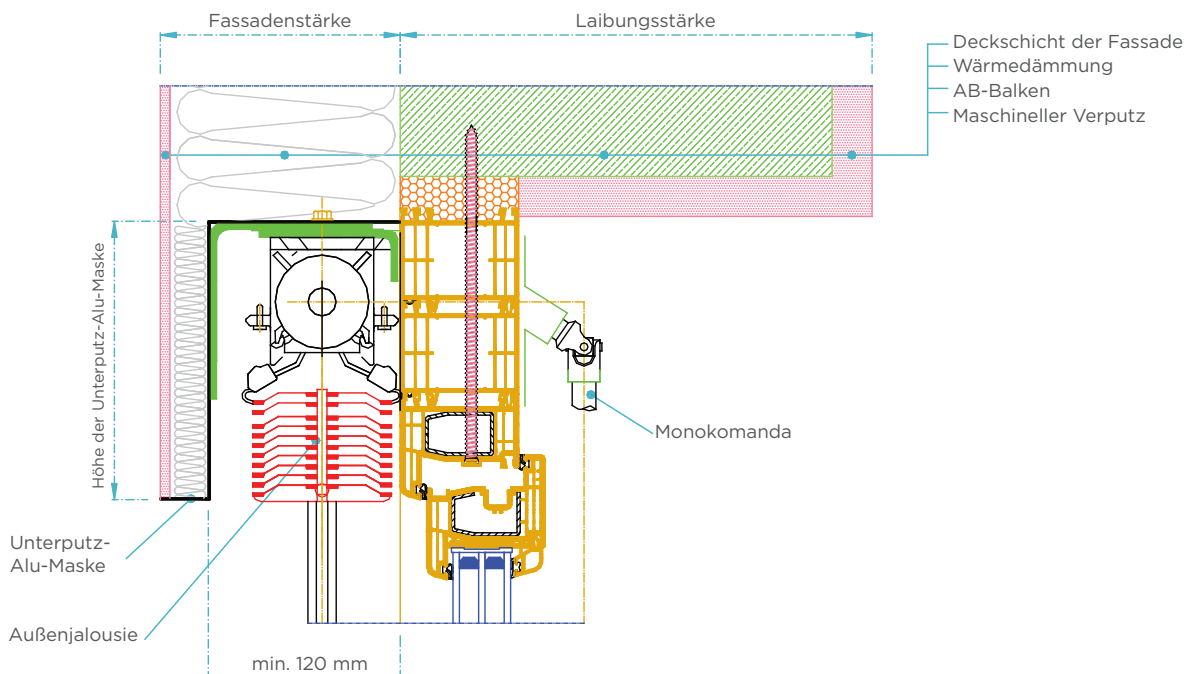 Fassadenstärke
Laibungsstärke
Deckschicht der Fassade
Wärmedämmung
AB-Balken
Maschineller Verputz
Höhe der Unterputz-Alu-Maske
Monokomanda
Unterputz-
Alu-Maske
Außenjalousie
min. 120 mm